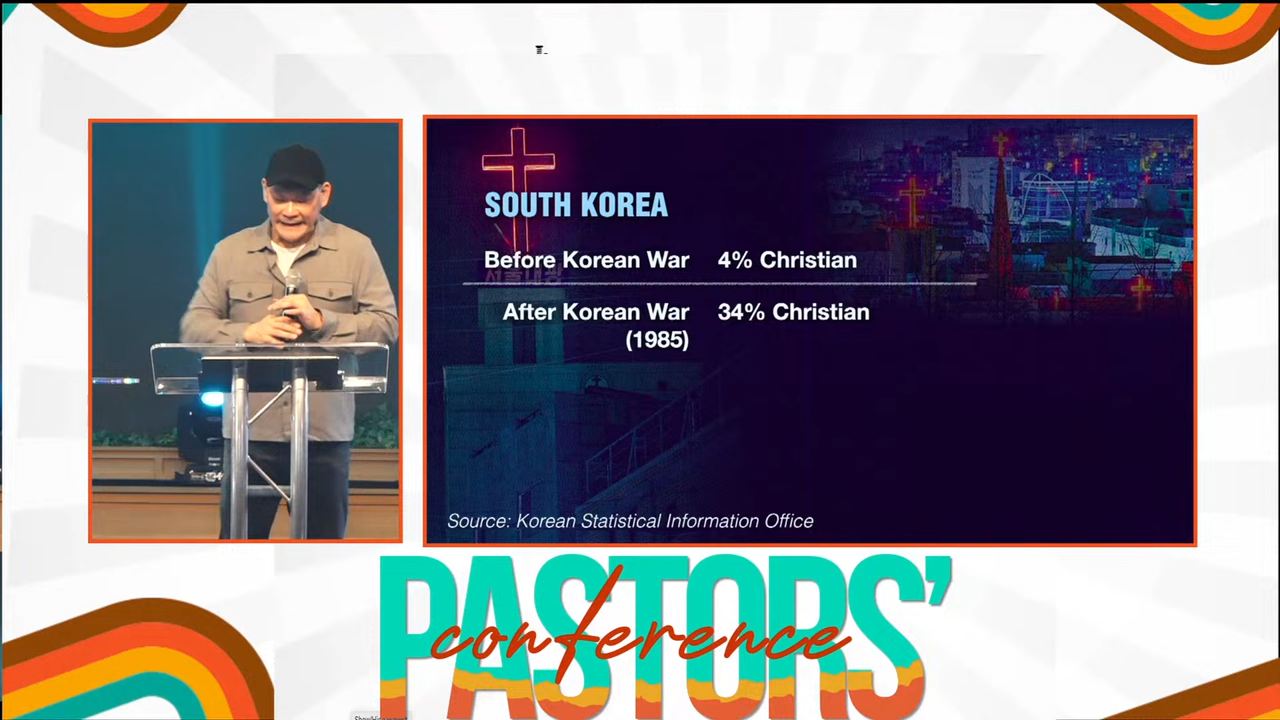 SOUTH KOREA
Before Korean War 4% Christian
After Korean War 34% Christian
(1985)
Source: Korean Statistical Information Office
PASTORS'
conference